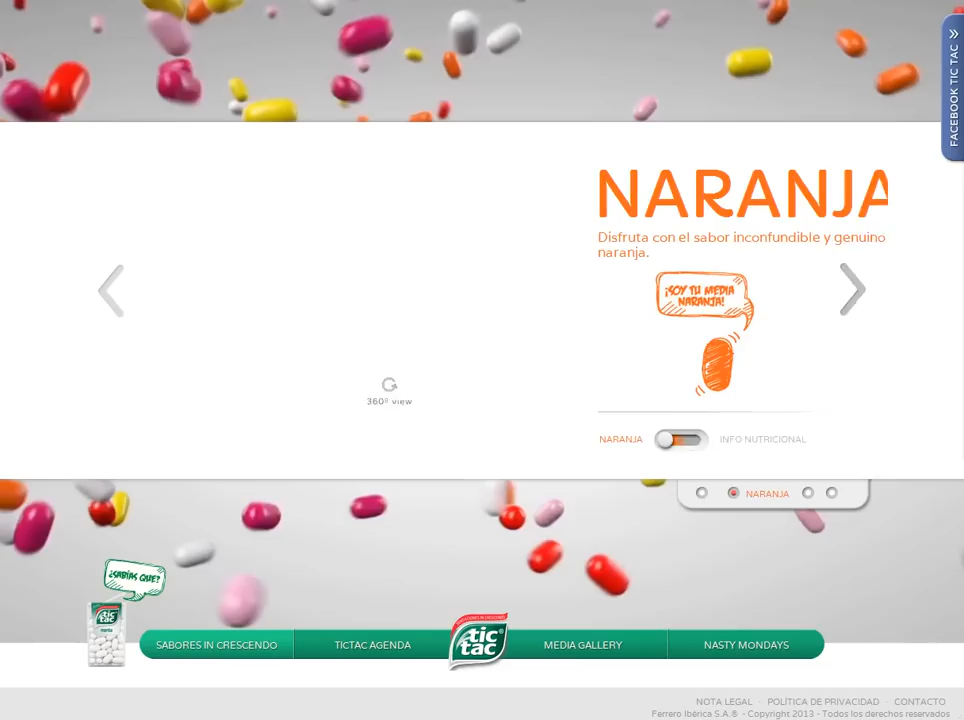 FACEBOOK TIC TAC
NARANJA
Disfruta con el sabor inconfundible y genuino
naranja.
¡SOY TU MEDIA
NARANJA!
360º view
NARANJA
INFO NUTRICIONAL
NARANJA
¿SABÍAS QUE?
tic
tac
SABORES IN CRESCENDO
TICTAC AGENDA
tic
tac
MEDIA GALLERY
NASTY MONDAYS
NOTA LEGAL · POLÍTICA DE PRIVACIDAD · CONTACTO
Ferrero Ibérica S.A.® - Copyright 2013 - Todos los derechos reservados